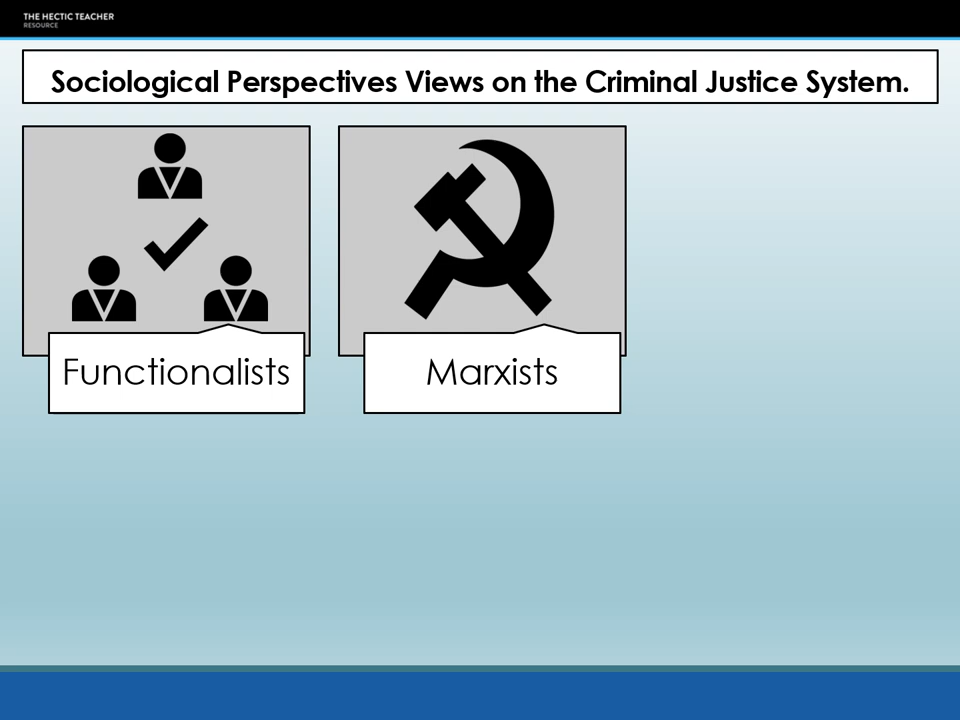 THE HECTIC TEACHER
RESOURCE
Sociological Perspectives Views on the Criminal Justice System.
Functionalists
Marxists